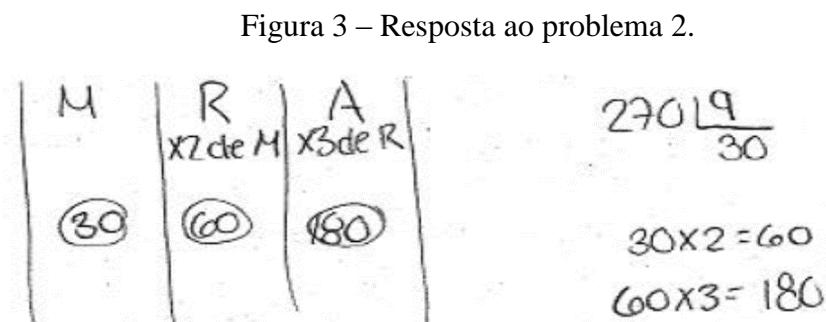 Figura 3 – Resposta ao problema 2.
M R A
x2 de M x3 de R
30 60 180
270 9
30
30x2=60
60x3=180